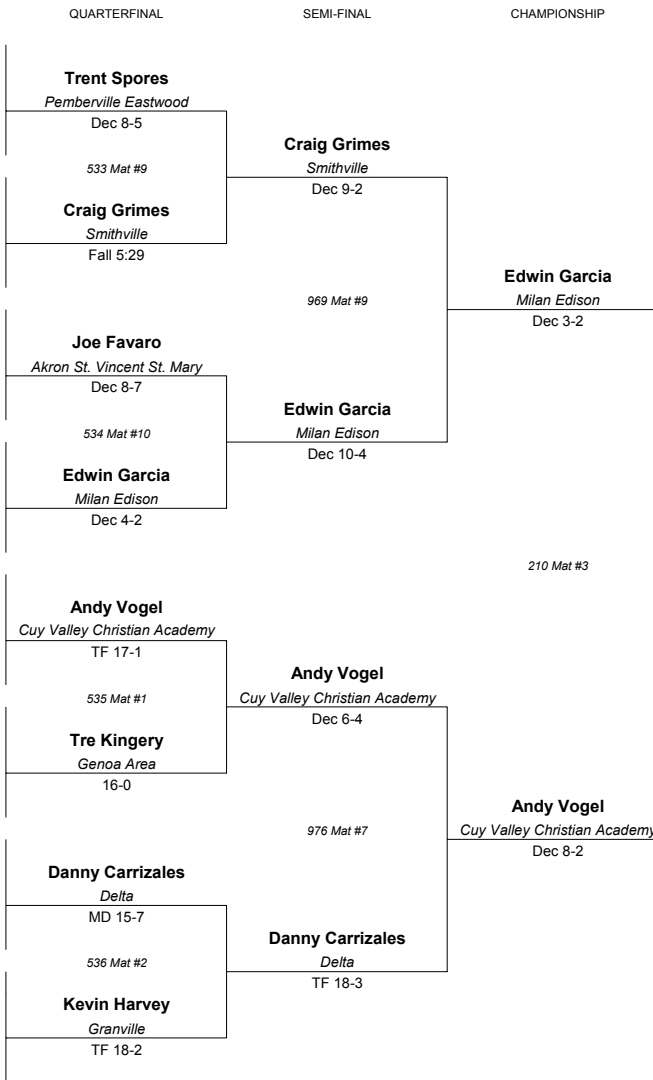 QUARTERFINAL SEMI-FINAL CHAMPIONSHIP
Trent Spores
Pemberville Eastwood
Dec 8-5
533 Mat #9
Craig Grimes
Smithville
Fall 5:29
Craig Grimes
Smithville
Dec 9-2
Joe Favaro
Akron St. Vincent St. Mary
Dec 8-7
534 Mat #10
Edwin Garcia
Milan Edison
Dec 4-2
969 Mat #9
Edwin Garcia
Milan Edison
Dec 10-4
Edwin Garcia
Milan Edison
Dec 3-2
210 Mat #3
Andy Vogel
Cuy Valley Christian Academy
TF 17-1
535 Mat #1
Tre Kingery
Genoa Area
16-0
Andy Vogel
Cuy Valley Christian Academy
Dec 6-4
Danny Carrizales
Delta
MD 15-7
536 Mat #2
Kevin Harvey
Granville
TF 18-2
976 Mat #7
Danny Carrizales
Delta
TF 18-3
Andy Vogel
Cuy Valley Christian Academy
Dec 8-2